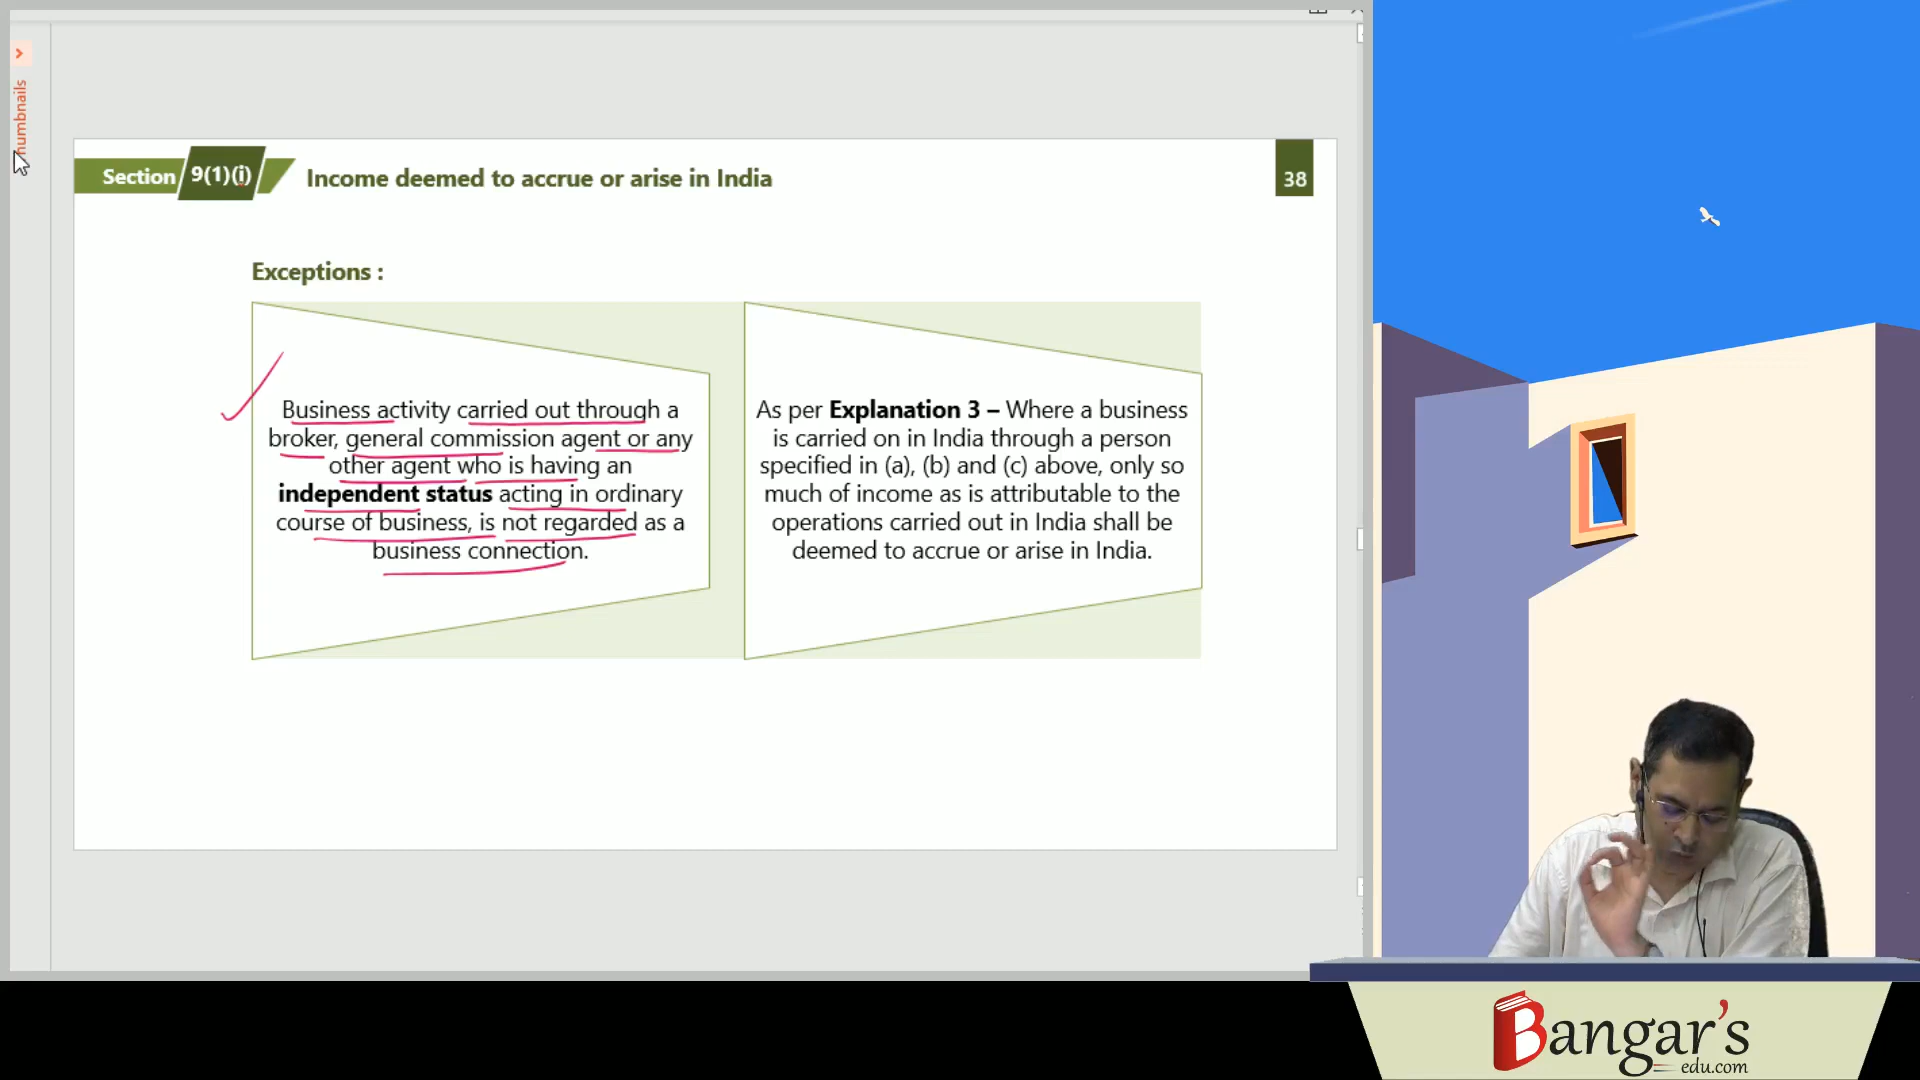 humbnails
Section 9(1)(i) Income deemed to accrue or arise in India
38
Exceptions :
Business activity carried out through a
broker, general commission agent or any
other agent who is having an
independent status acting in ordinary
course of business, is not regarded as a
business connection.
As per Explanation 3 – Where a business
is carried on in India through a person
specified in (a), (b) and (c) above, only so
much of income as is attributable to the
operations carried out in India shall be
deemed to accrue or arise in India.
Bangar's
edu.com